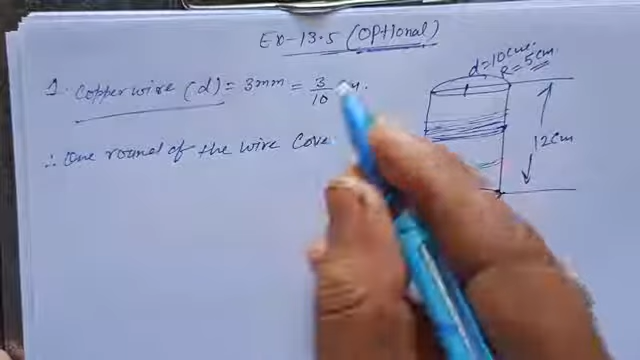 Ex-13.5 (Optional)
d=10cm.
R=5cm.
1. Copper wire (d) = 3mm = 3/10
12cm
∴ One round of the wire Cove